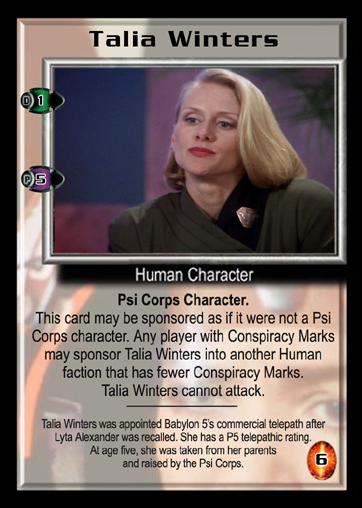 Talia Winters
D 1
P 5
Human Character
Psi Corps Character.
This card may be sponsored as if it were not a Psi
Corps character. Any player with Conspiracy Marks
may sponsor Talia Winters into another Human
faction that has fewer Conspiracy Marks.
Talia Winters cannot attack.
Talia Winters was appointed Babylon 5's commercial telepath after
Lyta Alexander was recalled. She has a P5 telepathic rating.
At age five, she was taken from her parents
and raised by the Psi Corps.
6